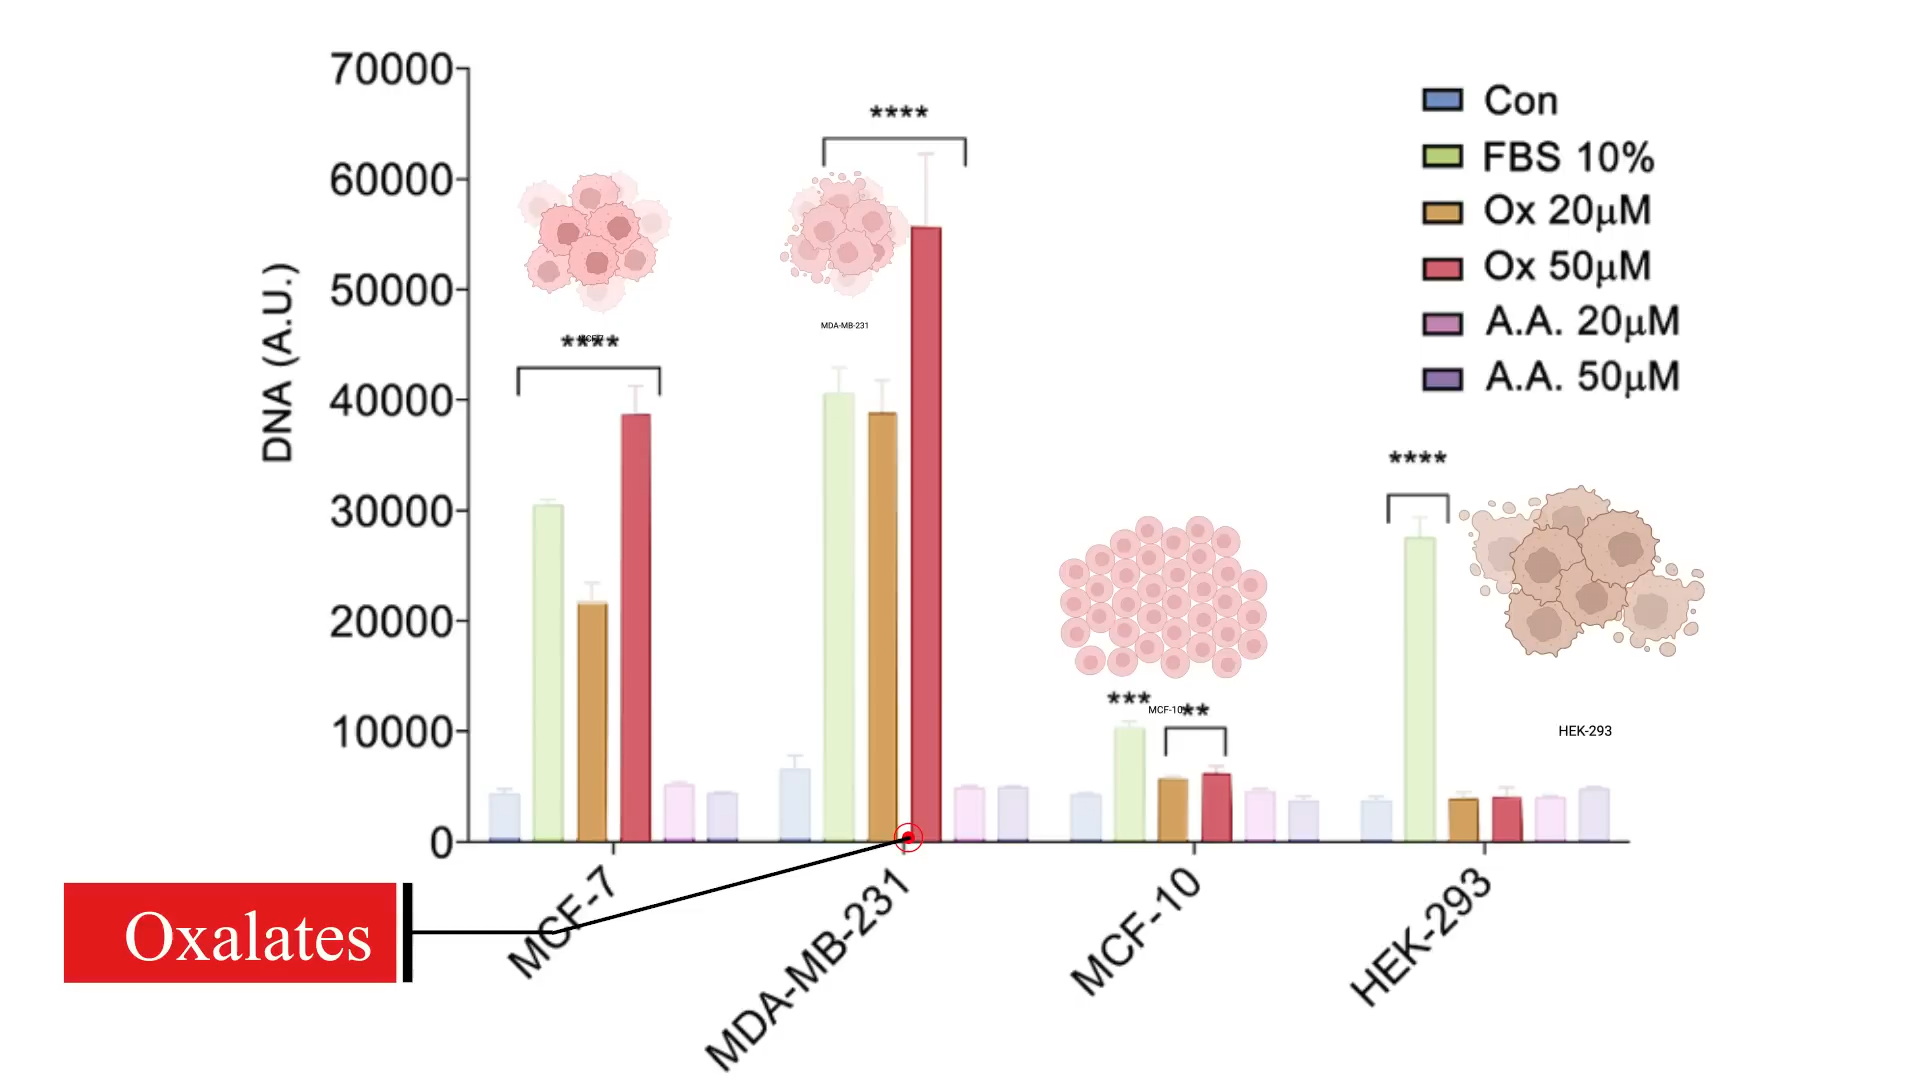 70000
60000
50000
40000
30000
20000
10000
0
DNA (A.U.)
****
****
MDA-MB-231
***
**
MCF-10
****
HEK-293
Con
FBS 10%
Ox 20µM
Ox 50µM
A.A. 20µM
A.A. 50µM
MCF-7
MDA-MB-231
MCF-10
HEK-293
Oxalates